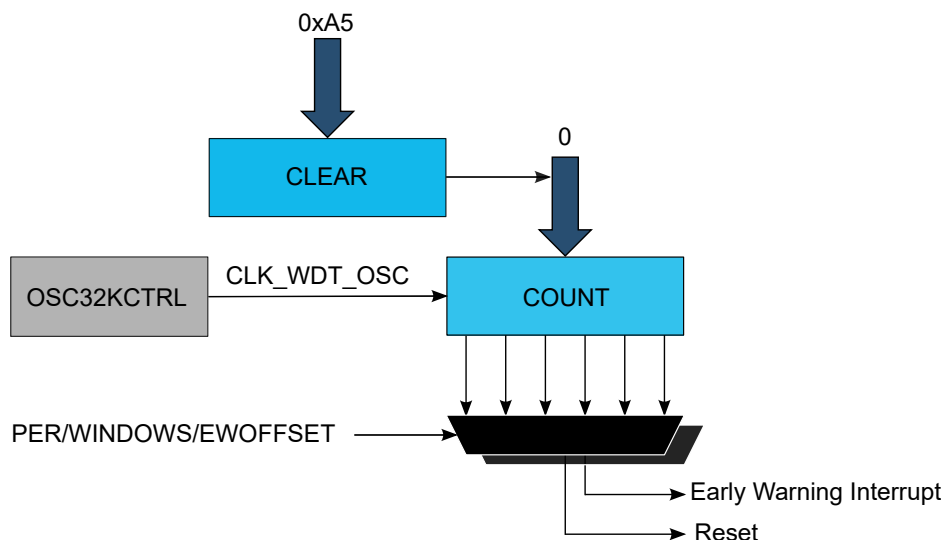 0xA5
0
CLEAR
CLK_WDT_OSC
OSC32KCTRL
COUNT
PER/WINDOWS/EWOFFSET
Early Warning Interrupt
Reset